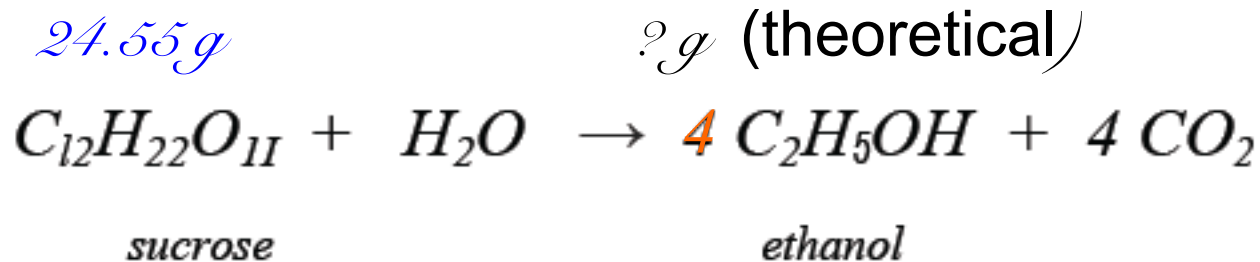 24.55 g ? g (theoretical)
C₁₂H₂₂O₁₁ + H₂O → 4 C₂H₅OH + 4 CO₂
sucrose ethanol